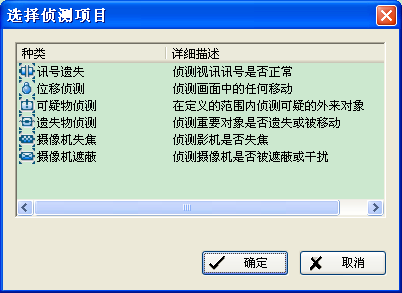 选择侦测项目
种类 详细描述
讯号遗失 侦测视讯讯号是否正常
位移侦测 侦测画面中的任何移动
可疑物侦测 在定义的范围内侦测可疑的外来对象
遗失物侦测 侦测重要对象是否遗失或被移动
摄像机失焦 侦测影机是否失焦
摄像机遮蔽 侦测摄像机是否被遮蔽或干扰
确定 取消